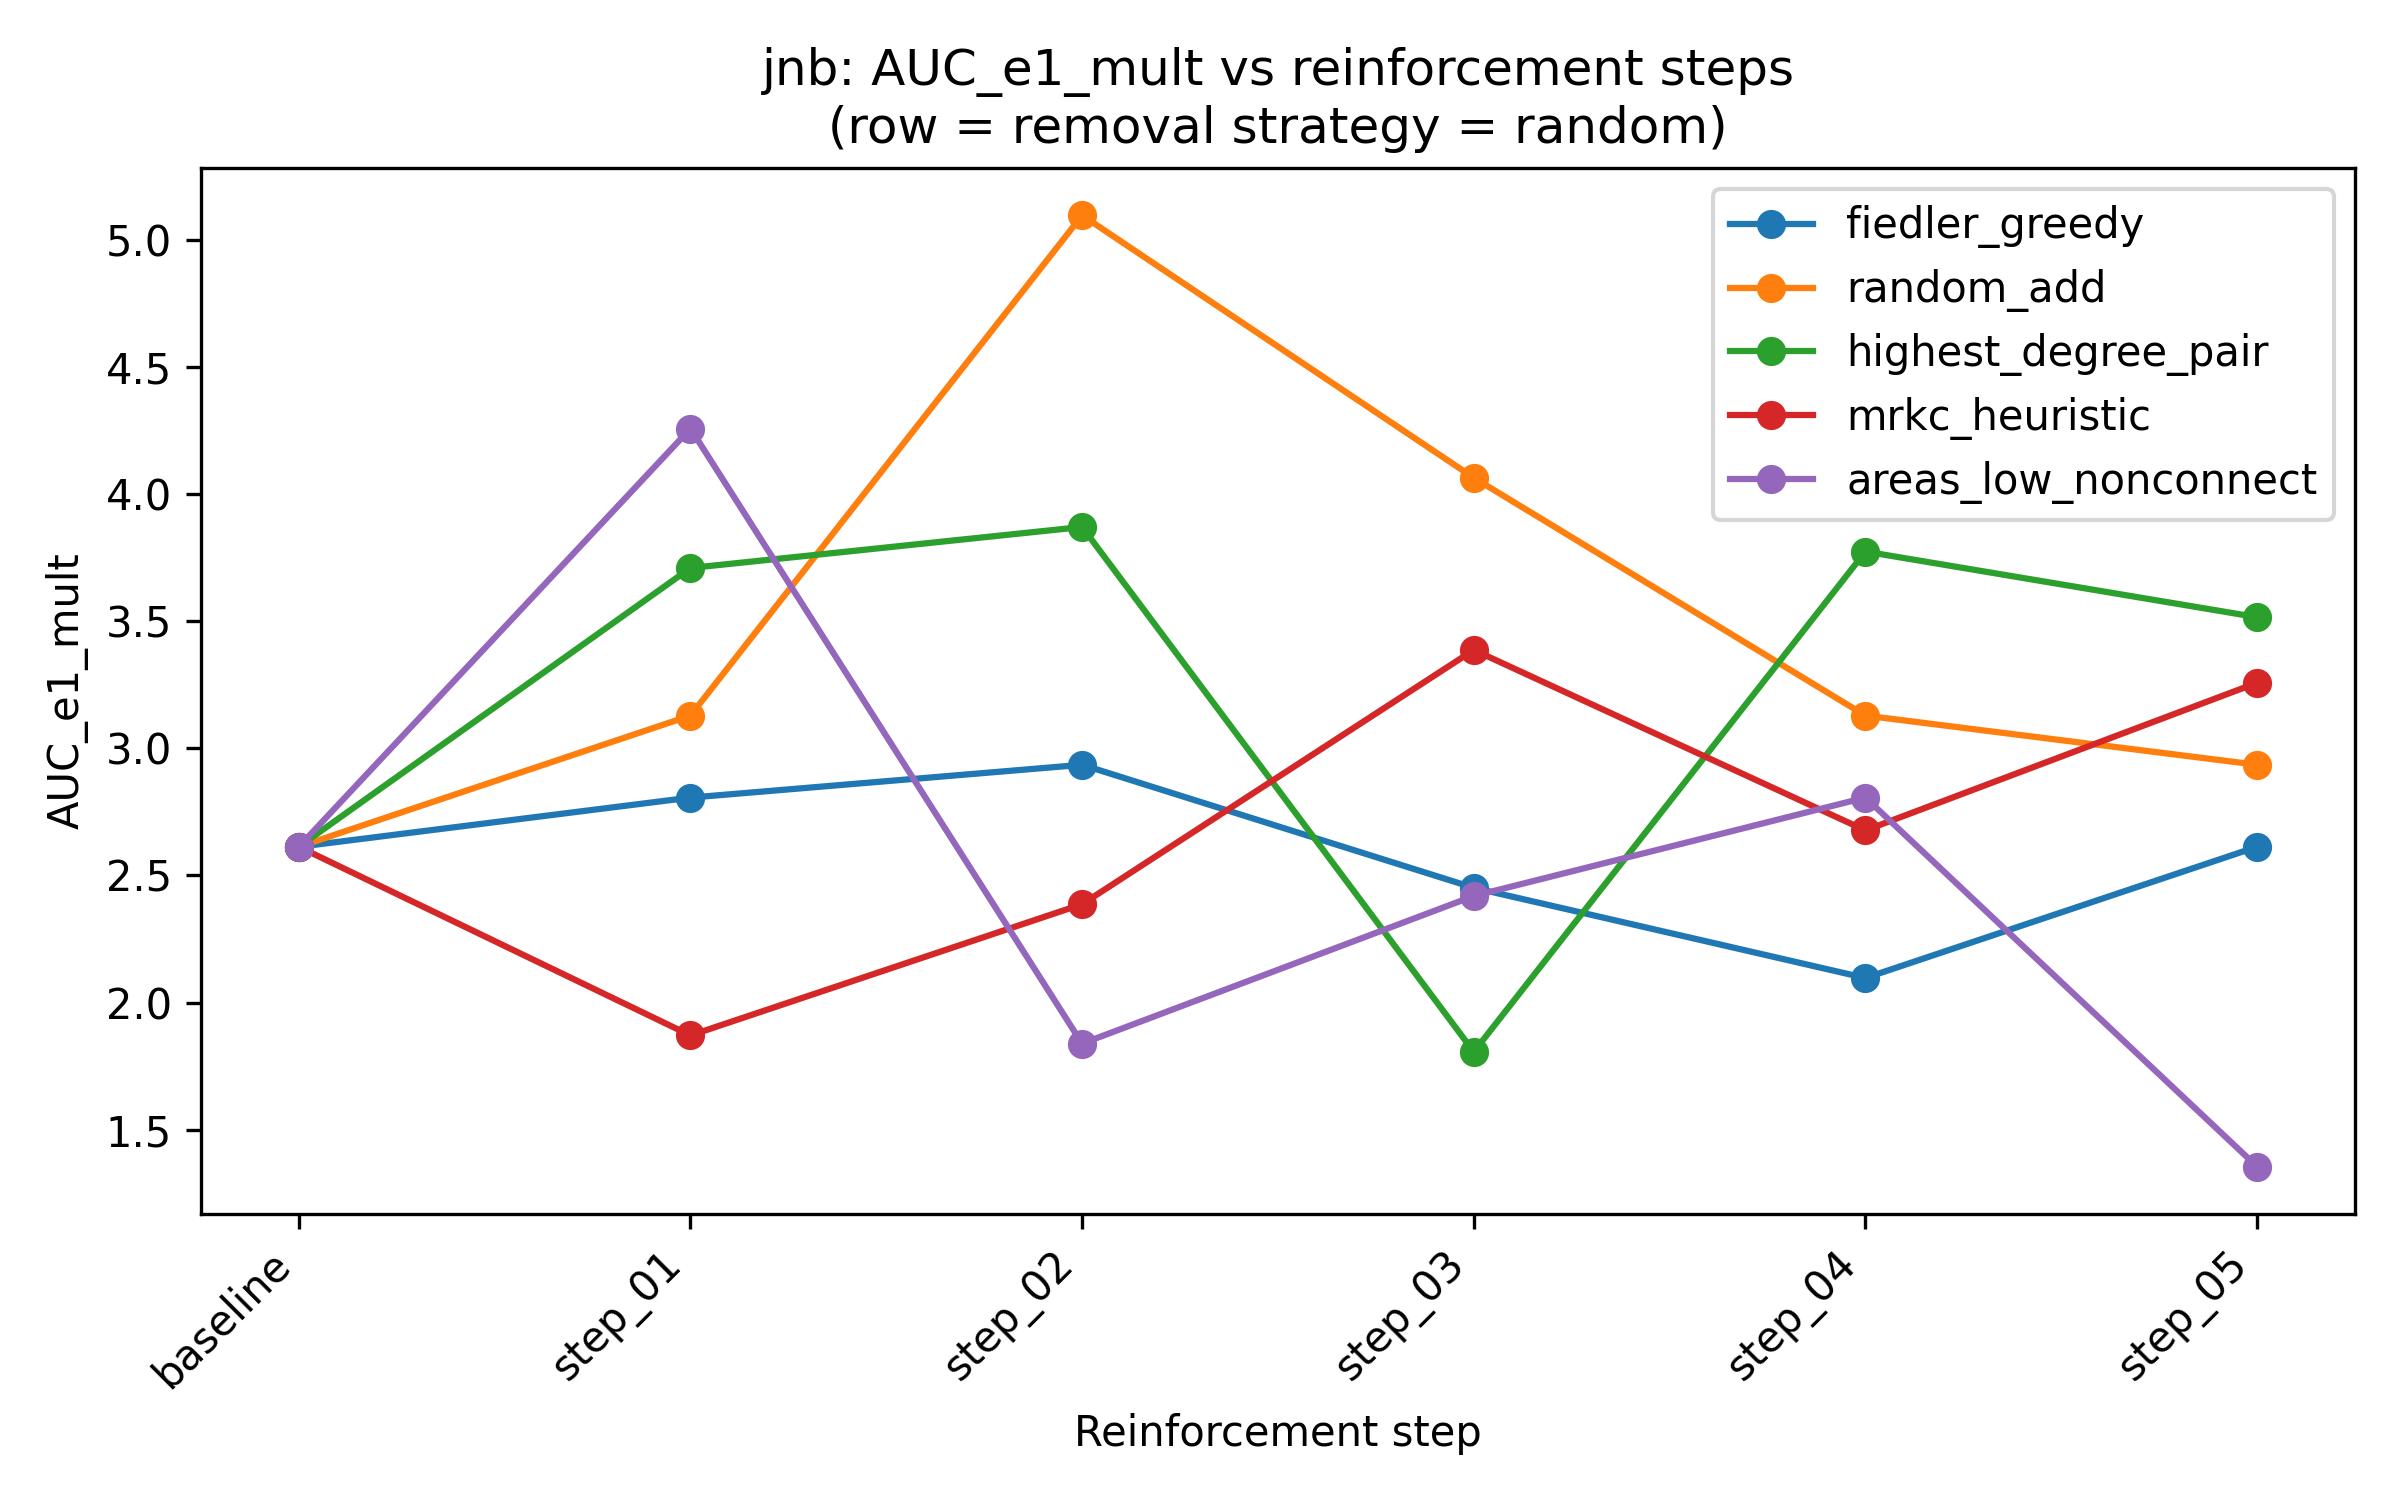 jnb: AUC_e1_mult vs reinforcement steps
(row = removal strategy = random)
AUC_e1_mult
5.0
4.5
4.0
3.5
3.0
2.5
2.0
1.5
fiedler_greedy
random_add
highest_degree_pair
mrkc_heuristic
areas_low_nonconnect
baseline
step_01
step_02
step_03
step_04
step_05
Reinforcement step